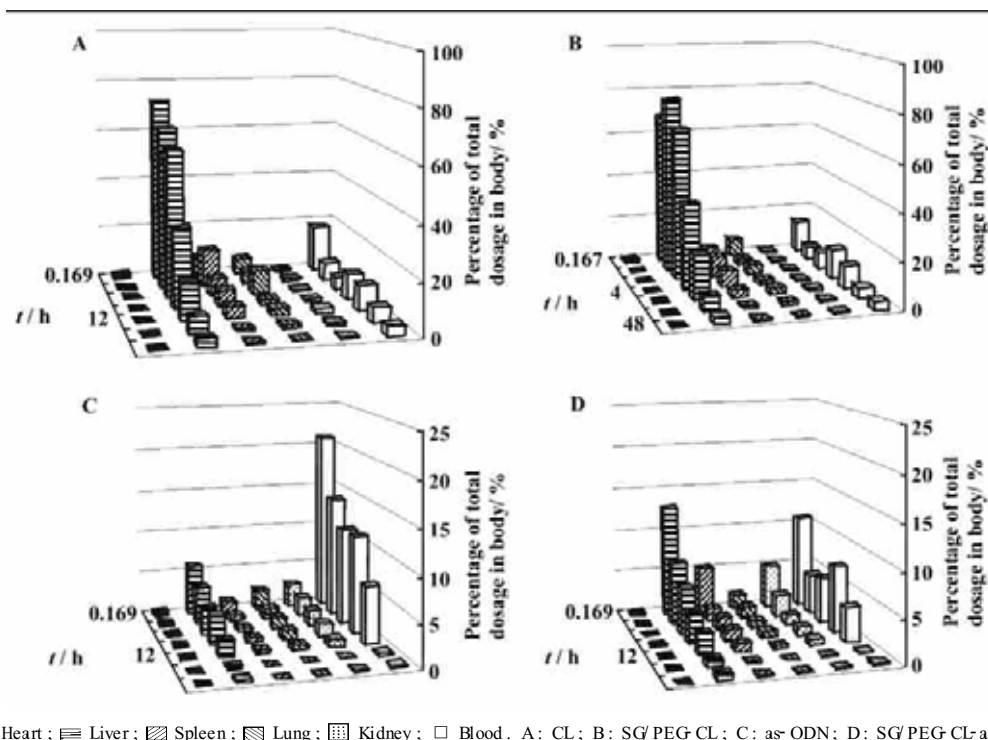 A
100
80
60
40
20
0
Percentage of total
dosage in body/ %
0.169
12
t / h
B
100
80
60
40
20
0
Percentage of total
dosage in body/ %
0.167
4
48
t / h
C
25
20
15
10
5
0
Percentage of total
dosage in body/ %
0.169
12
t / h
D
25
20
15
10
5
0
Percentage of total
dosage in body/ %
0.169
12
t / h
Heart ; Liver ; Spleen ; Lung ; Kidney ; Blood . A: CL; B: SG/PEG-CL; C: as-ODN; D: SG/PEG-CL-a